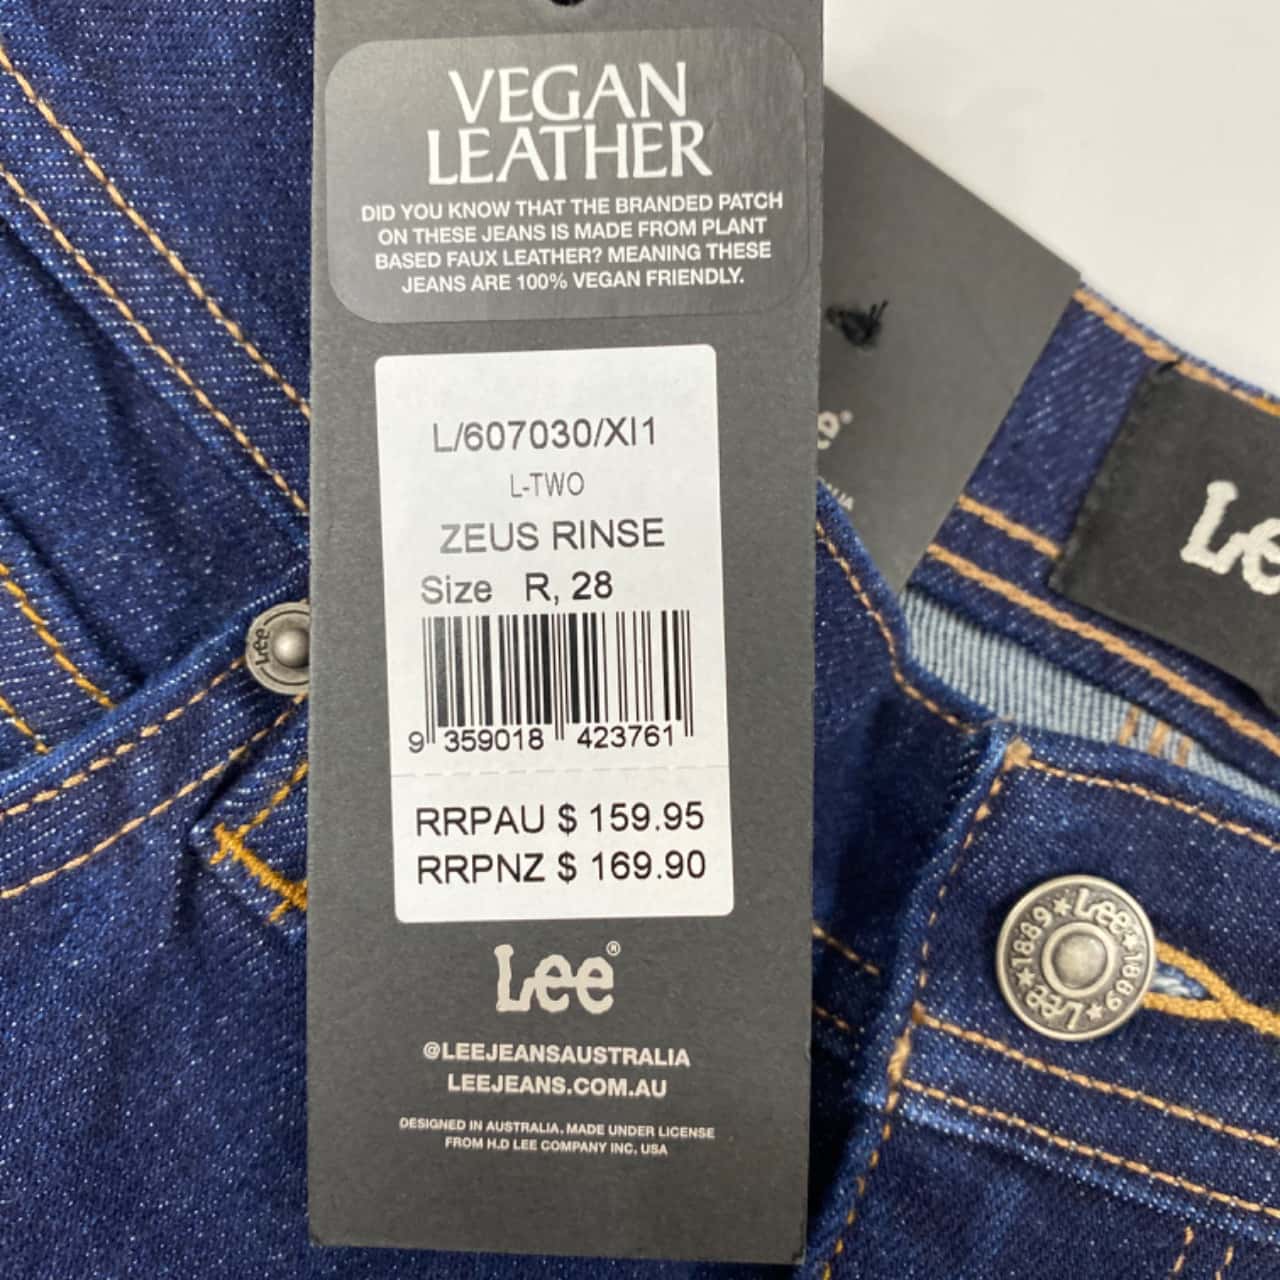 VEGAN
LEATHER
DID YOU KNOW THAT THE BRANDED PATCH
ON THESE JEANS IS MADE FROM PLANT
BASED FAUX LEATHER? MEANING THESE
JEANS ARE 100% VEGAN FRIENDLY.
L/607030/XI1
L-TWO
ZEUS RINSE
Size R, 28
9 359018 423761
RRPAU $ 159.95
RRPNZ $ 169.90
Lee®
@LEEJEANSAUSTRALIA
LEEJEANS.COM.AU
DESIGNED IN AUSTRALIA. MADE UNDER LICENSE
FROM H.D LEE COMPANY INC. USA
Lee
Lee
Lee ★ 1889 ★ Lee ★ 1889 ★